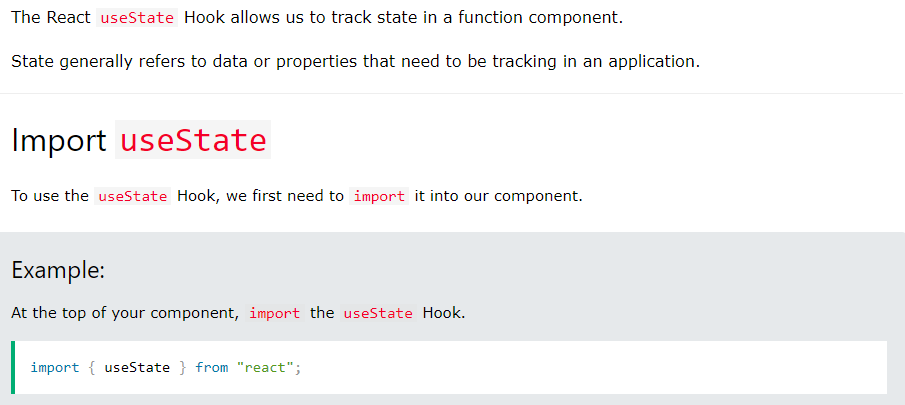 The React useState Hook allows us to track state in a function component.
State generally refers to data or properties that need to be tracking in an application.
Import useState
To use the useState Hook, we first need to import it into our component.
Example:
At the top of your component, import the useState Hook.
import { useState } from "react";